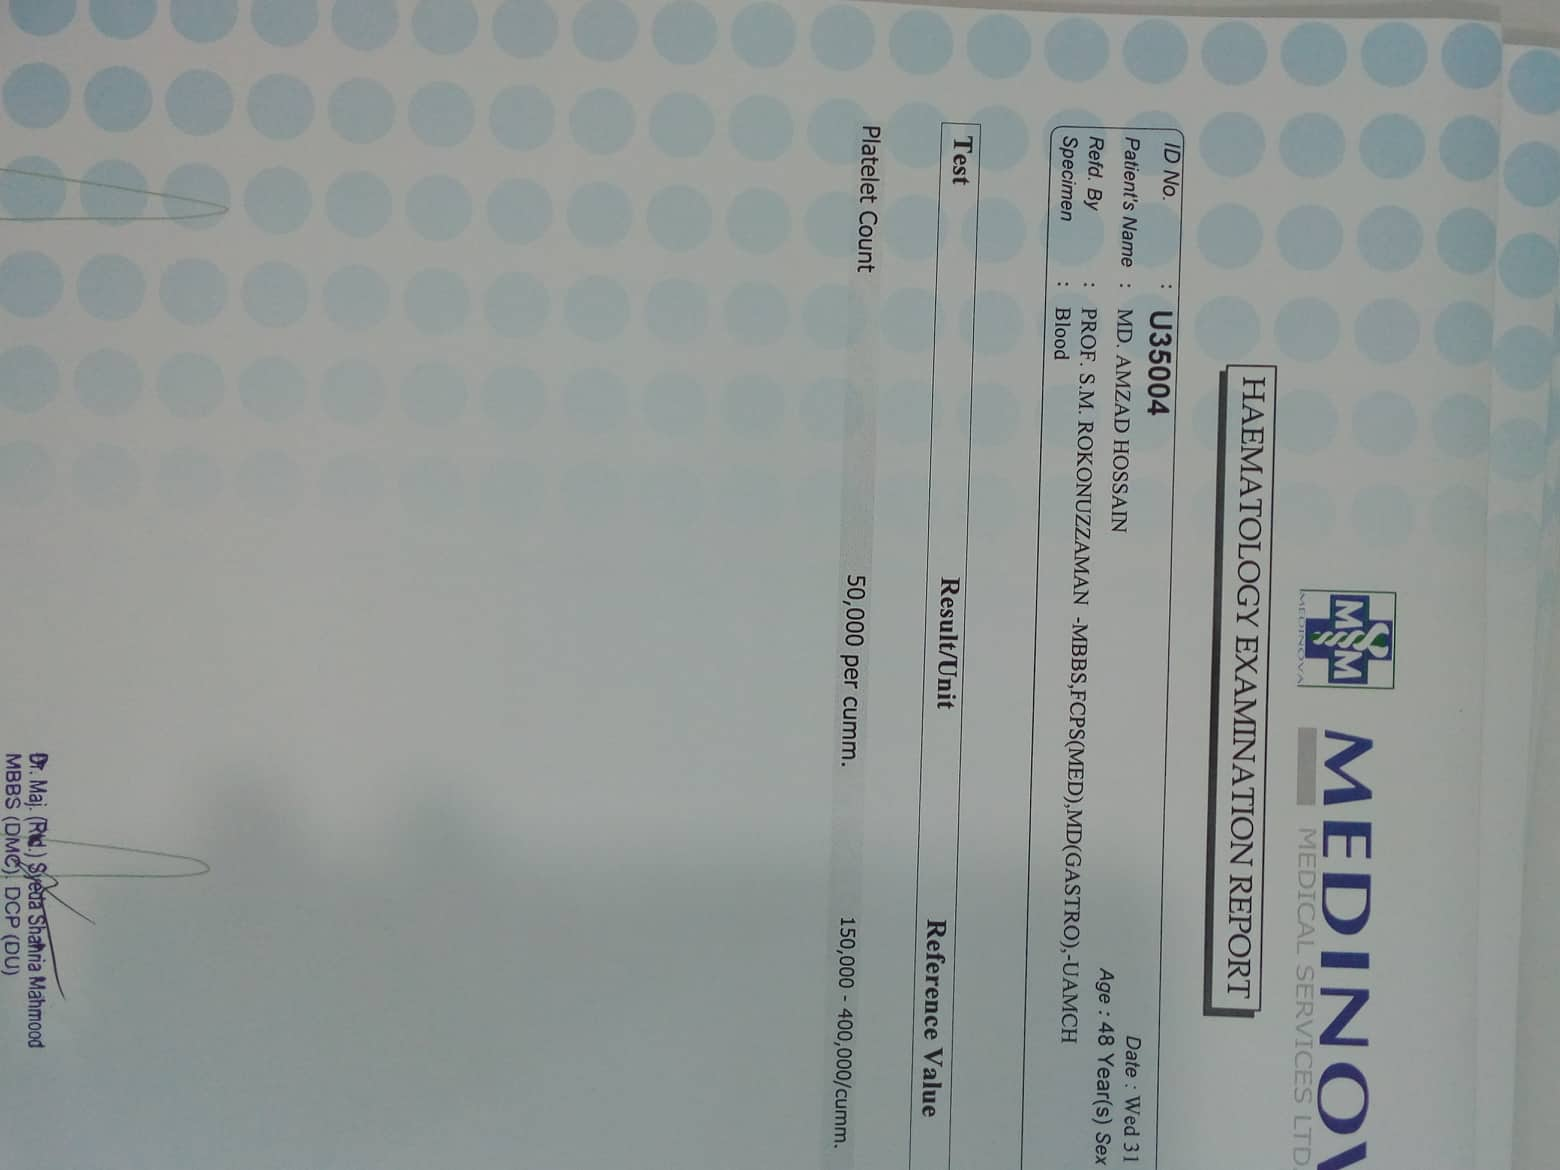 MSM
MEDINOVA
MEDINOV
MEDICAL SERVICES LTD.
HAEMATOLOGY EXAMINATION REPORT
ID No. : U35004 Date : Wed 31
Patient's Name : MD. AMZAD HOSSAIN Age : 48 Year(s) Sex
Refd. By : PROF. S.M. ROKONUZZAMAN -MBBS,FCPS(MED),MD(GASTRO),-UAMCH
Specimen : Blood
Test Result/Unit Reference Value
Platelet Count 50,000 per cumm. 150,000 - 400,000/cumm.
Dr. Maj. (Rtd.) Syeda Shahria Mahmood
MBBS (DMC). DCP (DU)